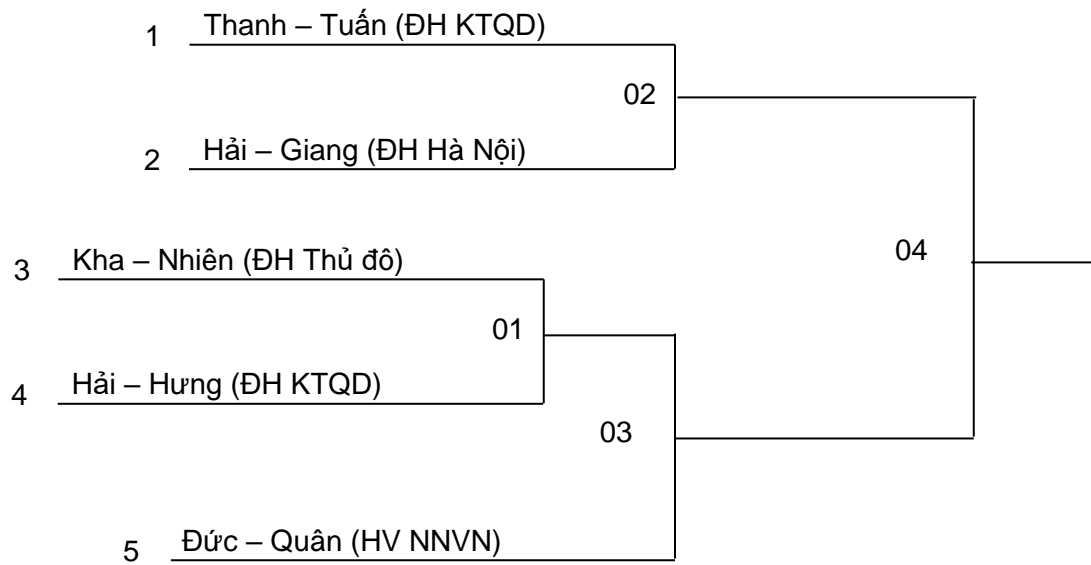 1 Thanh – Tuấn (ĐH KTQD)
02
2 Hải – Giang (ĐH Hà Nội)
3 Kha – Nhiên (ĐH Thủ đô)
04
01
4 Hải – Hưng (ĐH KTQD)
03
5 Đức – Quân (HV NNVN)